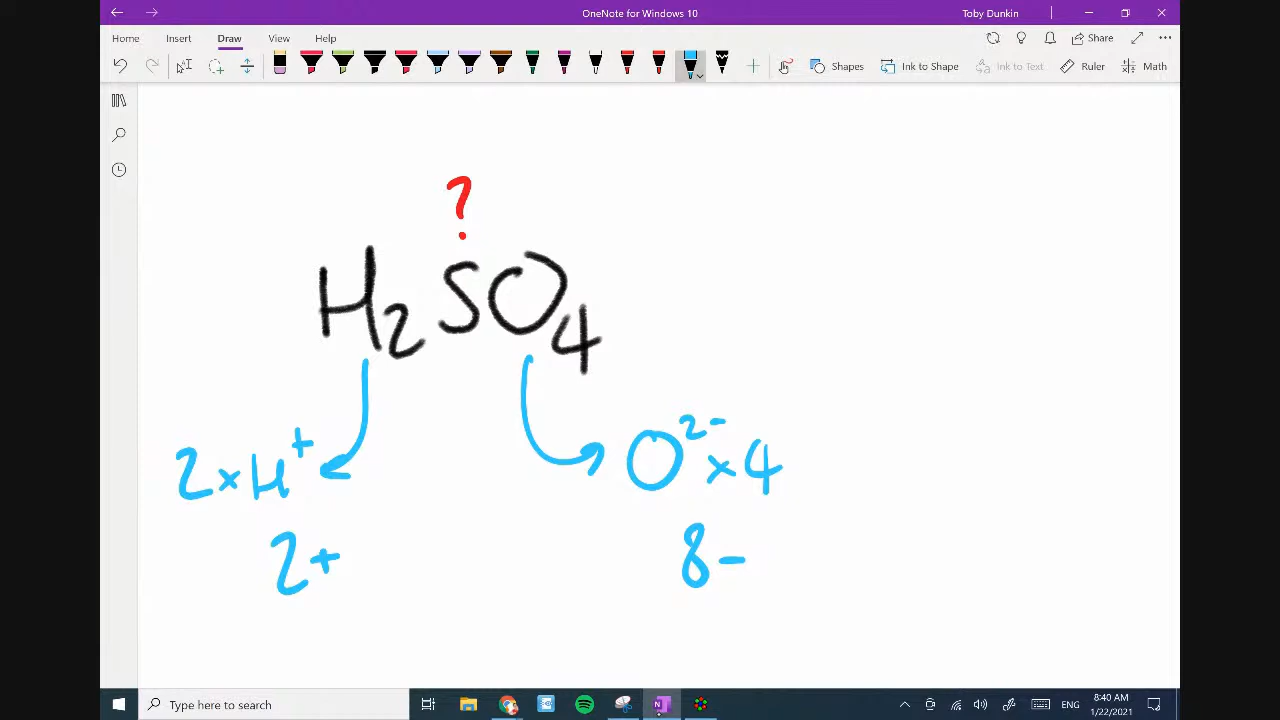 OneNote for Windows 10
Toby Dunkin
Home Insert Draw View Help
Share
Shapes Ink to Shape Ink to Text Ruler Math
?
H₂SO₄
2×H⁺ O²⁻×4
2+ 8-
Type here to search
ENG
8:40 AM
1/22/2021